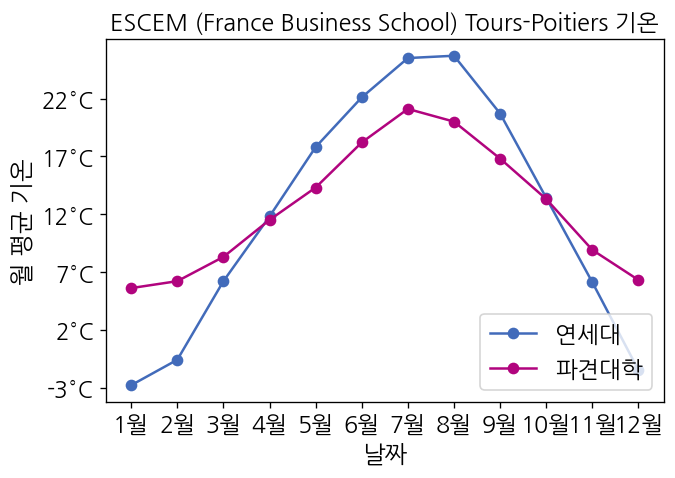 ESCEM (France Business School) Tours-Poitiers 기온
월 평균 기온
22˚C
17˚C
12˚C
7˚C
2˚C
-3˚C
연세대
파견대학
1월 2월 3월 4월 5월 6월 7월 8월 9월 10월 11월 12월
날짜